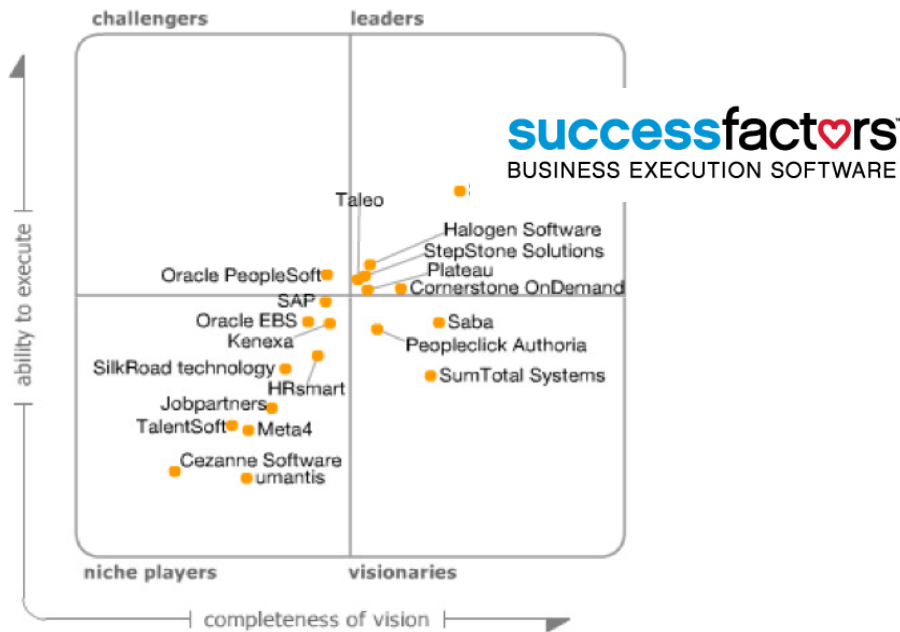 challengers
leaders
successfactors™
BUSINESS EXECUTION SOFTWARE
Taleo
Halogen Software
StepStone Solutions
Plateau
Oracle PeopleSoft
Cornerstone OnDemand
SAP
Oracle EBS
Saba
Kenexa
Peopleclick Authoria
SilkRoad technology
SumTotal Systems
HRsmart
Jobpartners
TalentSoft
Meta4
Cezanne Software
umantis
niche players
visionaries
ability to execute
completeness of vision